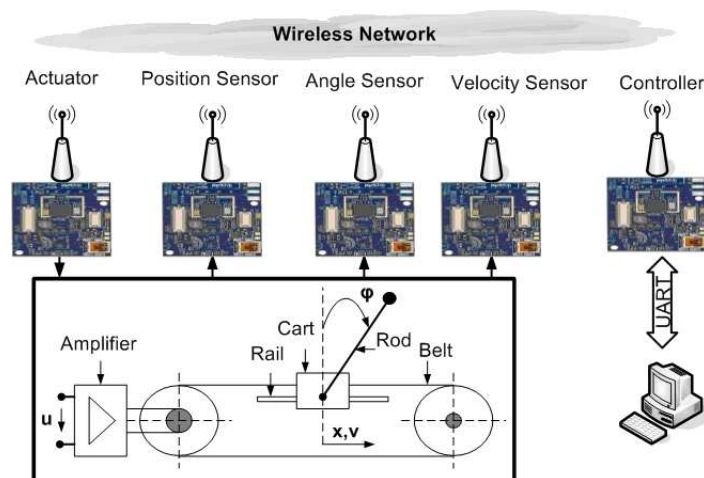 Wireless Network
Actuator
Position Sensor
Angle Sensor
Velocity Sensor
Controller
φ
Cart
Rail
Rod
Belt
Amplifier
u
x,v
UART